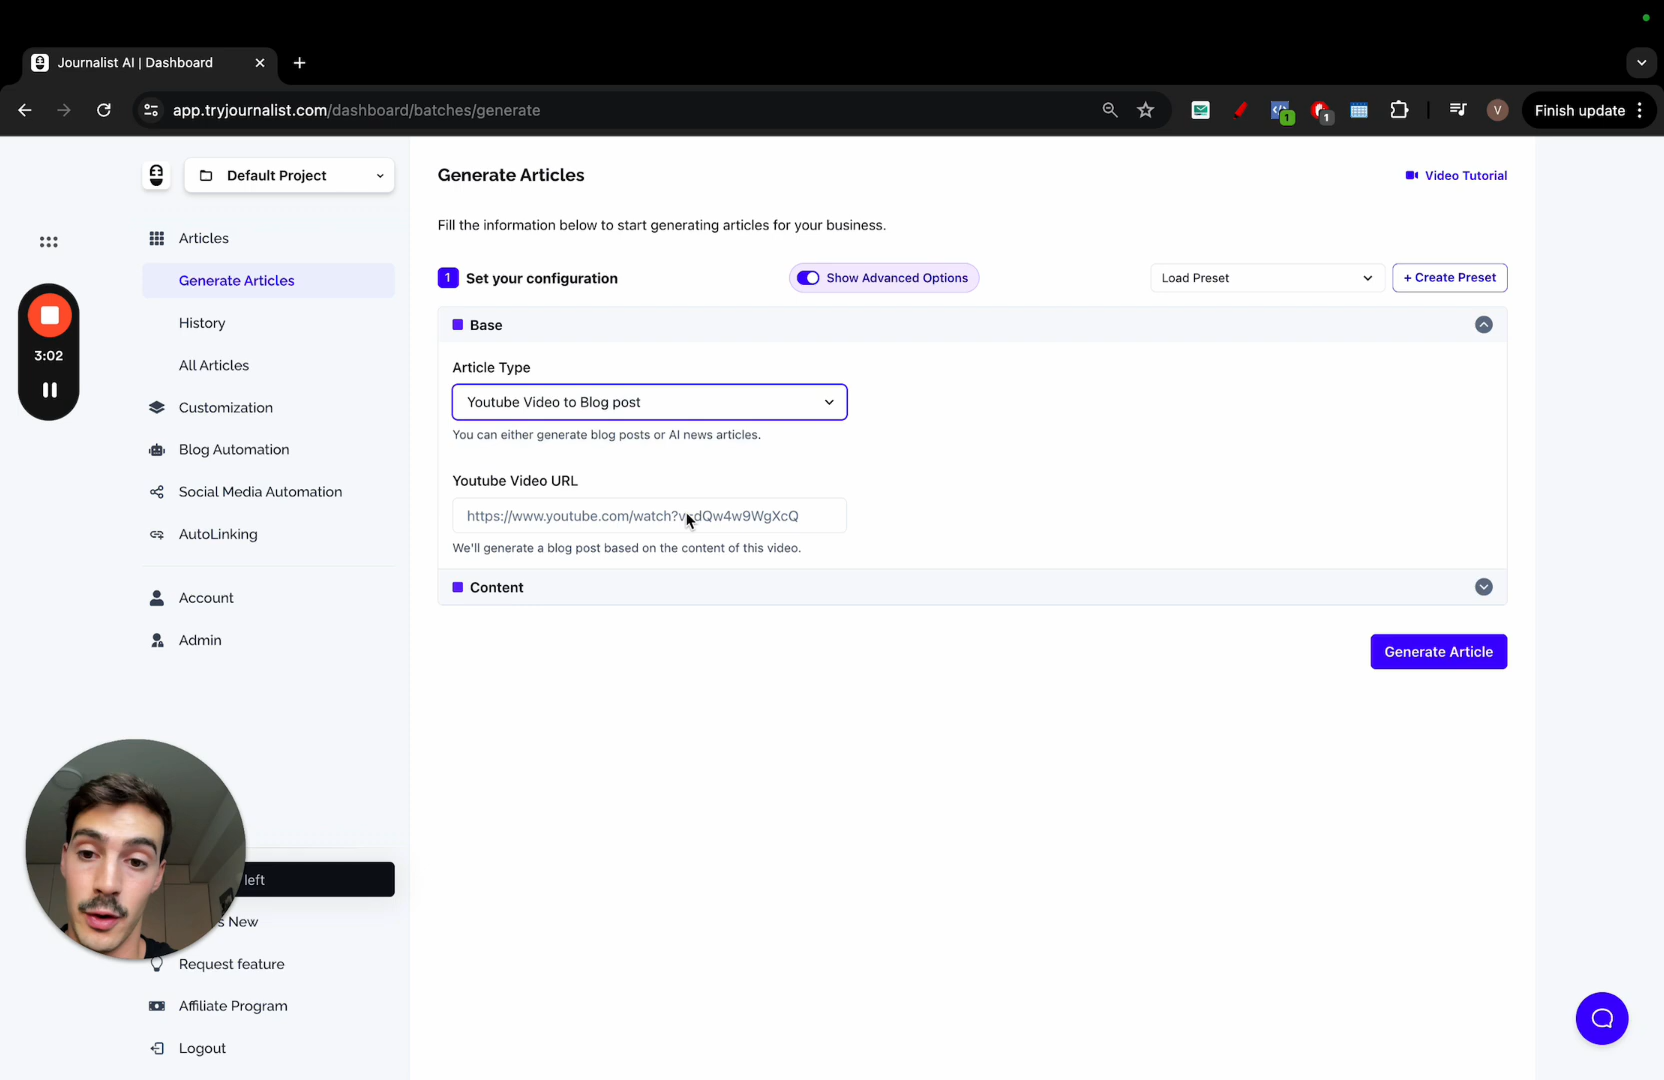 Journalist AI | Dashboard
app.tryjournalist.com/dashboard/batches/generate
1
1
V
Finish update
Default Project
Articles
Generate Articles
History
All Articles
Customization
Blog Automation
Social Media Automation
AutoLinking
Account
Admin
left
s New
Request feature
Affiliate Program
Logout
3:02
Generate Articles
Video Tutorial
Fill the information below to start generating articles for your business.
1 Set your configuration
Show Advanced Options
Load Preset
+ Create Preset
Base
Article Type
Youtube Video to Blog post
You can either generate blog posts or AI news articles.
Youtube Video URL
https://www.youtube.com/watch?v=dQw4w9WgXcQ
We'll generate a blog post based on the content of this video.
Content
Generate Article